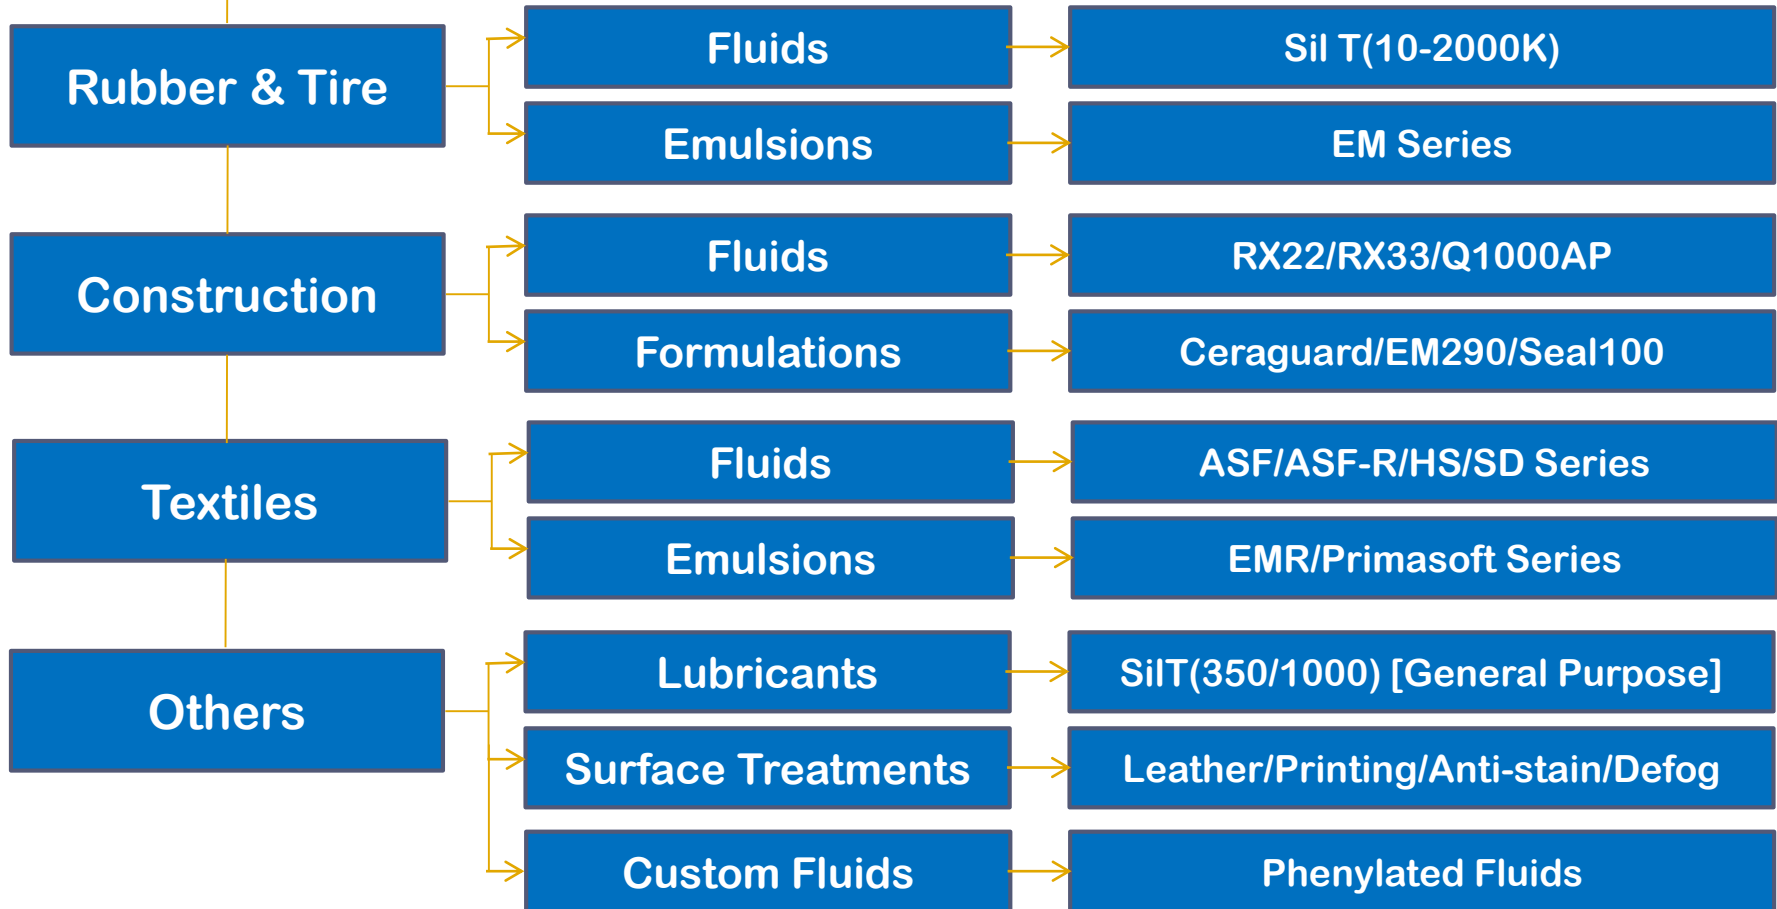 Rubber & Tire
Fluids
Sil T(10-2000K)
Emulsions
EM Series
Construction
Fluids
RX22/RX33/Q1000AP
Formulations
Ceraguard/EM290/Seal100
Textiles
Fluids
ASF/ASF-R/HS/SD Series
Emulsions
EMR/Primasoft Series
Others
Lubricants
SilT(350/1000) [General Purpose]
Surface Treatments
Leather/Printing/Anti-stain/Defog
Custom Fluids
Phenylated Fluids